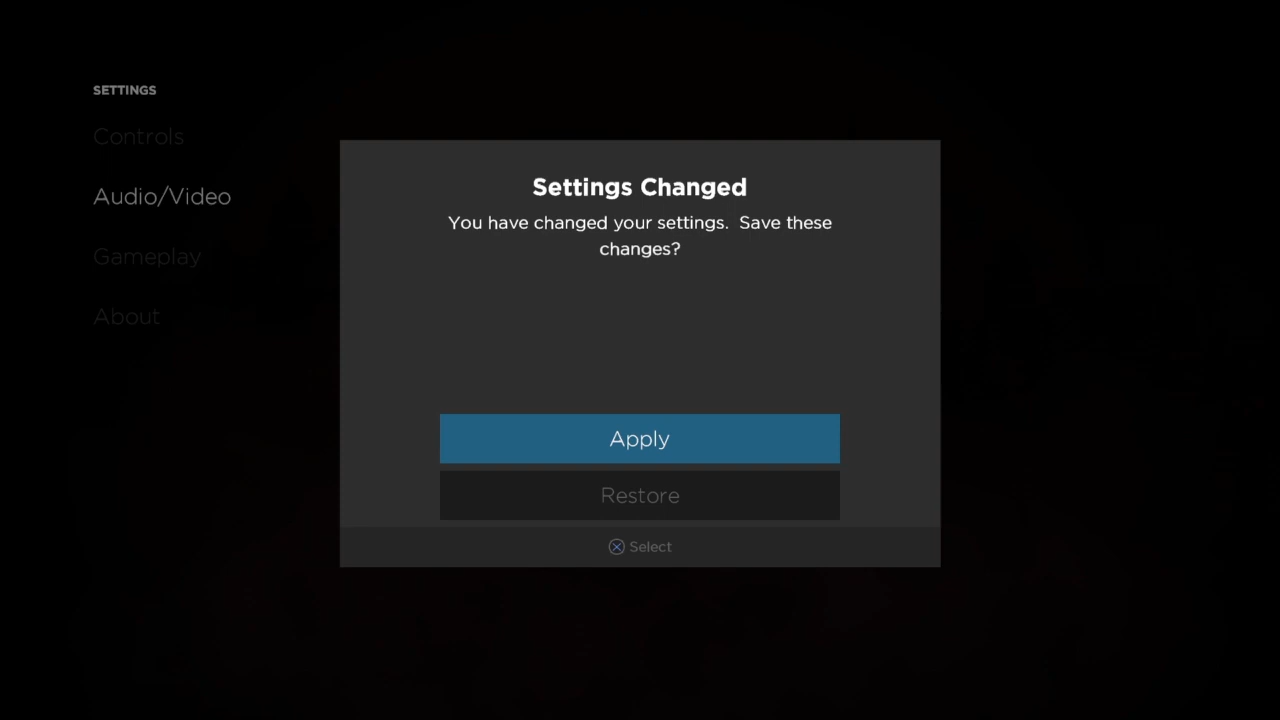 SETTINGS
Controls
Audio/Video
Gameplay
About
Settings Changed
You have changed your settings.  Save these
changes?
Apply
Restore
Select